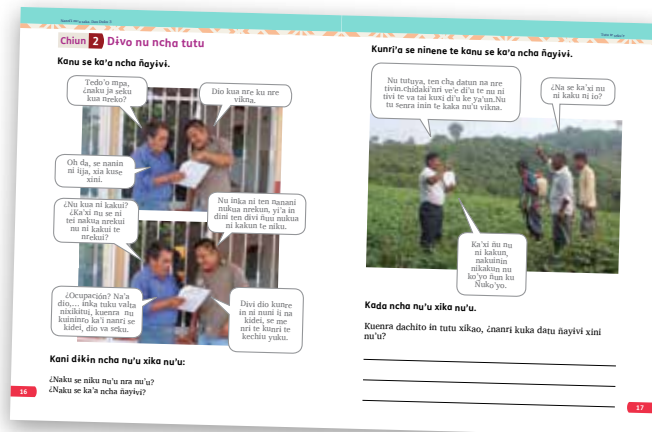 Chiun 2 Divo nu ncha tutu
Kanu se ka'a ncha ñayɨvɨ.
Tedo'o mpa,
¿naku ja seku
kua nreko?
Dio kua nre ku nre
vikna.
Oh da, se nanin
ni iija, xia kuse
xini.
¿Nu kua ni kakui?
¿Ka'xi nu se ni
tei nakua nrekui
nu ni kakui te
nrekui?
Nu inka ni ten nanani
nukua nrekun, yi'a in
dini ten divi ñuu nukua
ni kakun te niku.
¿Ocupación? Na'a
dio,... inka tuku valta
nixikitui, kuenra nu
kuininro ka'i nanri se
kidei, dio va seku.
Divi dio kunre
in ni nuni ii na
kidei, se me
nri te kunri te
kechiu yuku.
Kani dɨkɨn ncha nu'u xika nu'u:
¿Naku se niku nu'u nra nu'u?
¿Naku se ka'a ncha ñayivi?
16
Kunri'a se ninene te kanu se ka'a ncha ñayɨvɨ.
Nu tutuya, ten cha datun na nre
tivin.chidaki'nri ve'e di'u te nu ni
tivi te va tai kuxi di'u ke ya'un.Nu
tu senra inin te kaka nu'u vikna.
¿Na se ka'xi nu
ni kaku ni io?
Ka'xi ñu nu
ni kakun,
nakuinin
nikakun nu
ko'yo ñun ku
Ñuko'yo.
Kada ncha nu'u xika nu'u.
Kuenra dachito in tutu xikao, ¿nanri kuka datu ñayivi xini
nu'u?
17